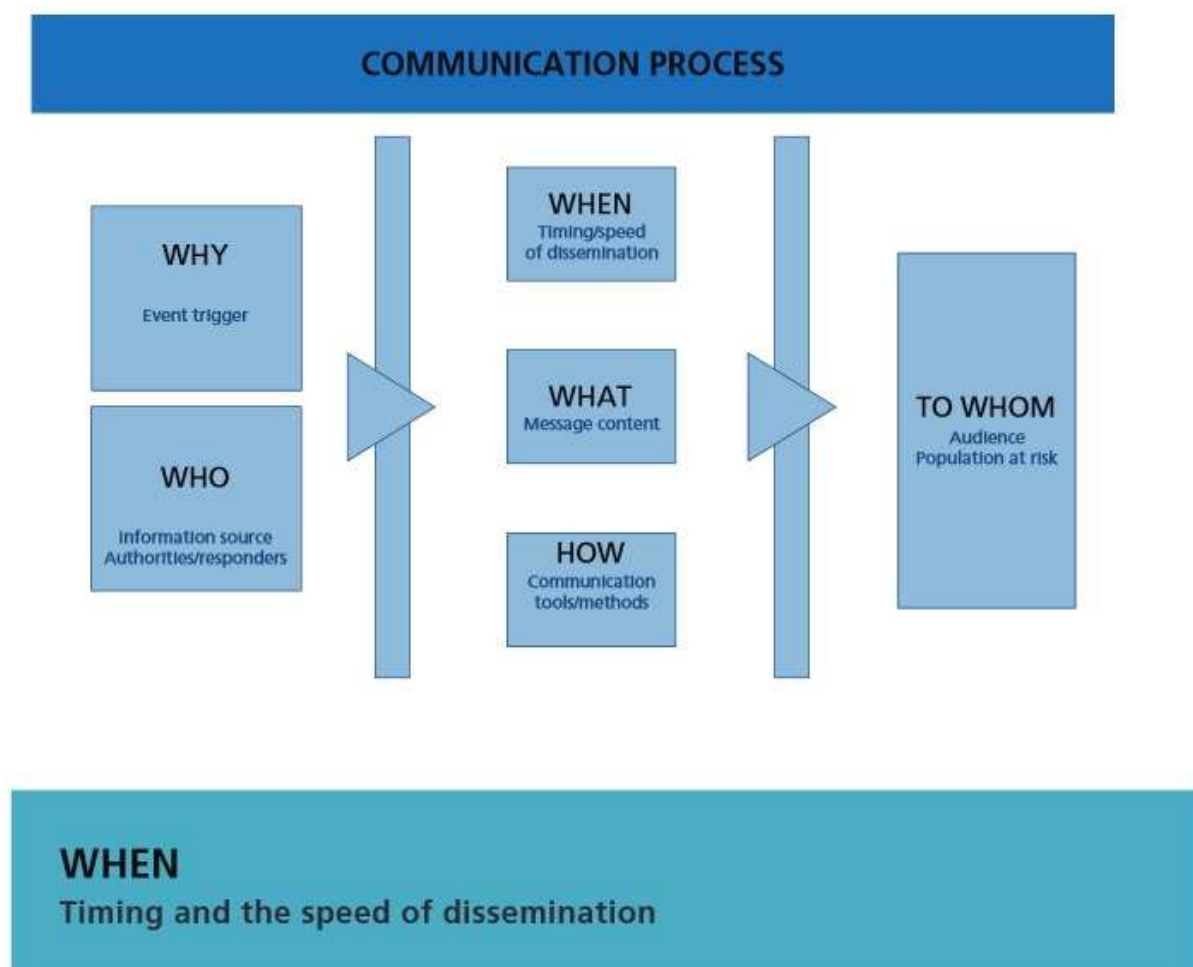 COMMUNICATION PROCESS
WHY
Event trigger
WHO
Information source
Authorities/responders
WHEN
Timing/speed
of dissemination
WHAT
Message content
HOW
Communication
tools/methods
TO WHOM
Audience
Population at risk
WHEN
Timing and the speed of dissemination